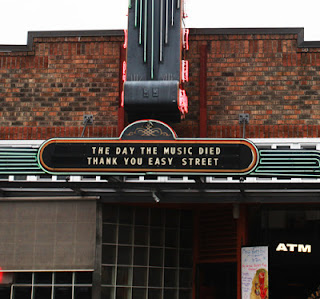 THE DAY THE MUSIC DIED
THANK YOU EASY STREET
ATM